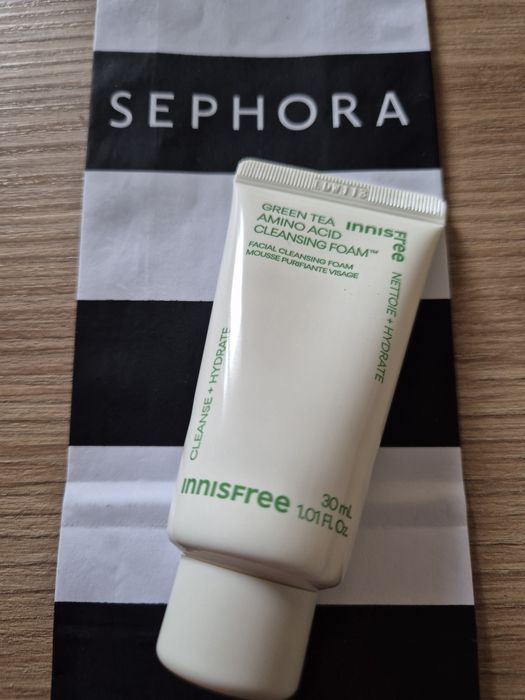 SEPHORA
GREEN TEA
AMINO ACID
CLEANSING FOAM™
FACIAL CLEANSING FOAM
MOUSSE PURIFIANTE VISAGE
INNISFree
NETTOIE + HYDRATE
CLEANSE + HYDRATE
INNISFree
30 mL
1.01 FL. Oz.